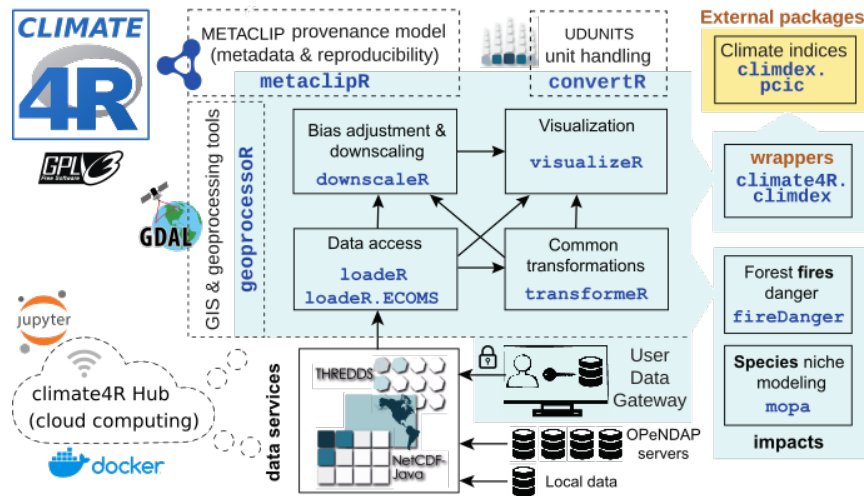 CLIMATE
4R
GPL v3
Free Software
METACLIP provenance model
(metadata & reproducibility)
metaclipR
UDUNITS
unit handling
convertR
External packages
Climate indices
climdex.
pcic
GIS & geoprocessing tools
geoprocessoR
GDAL
Bias adjustment &
downscaling
downscaleR
Visualization
visualizeR
wrappers
climate4R.
climdex
Data access
loadeR
loadeR.ECOMS
Common
transformations
transformeR
Forest fires
danger
fireDanger
Species niche
modeling
mopa
impacts
jupyter
climate4R Hub
(cloud computing)
docker
data services
THREDDS
NetCDF-
Java
User
Data
Gateway
OPeNDAP
servers
Local data